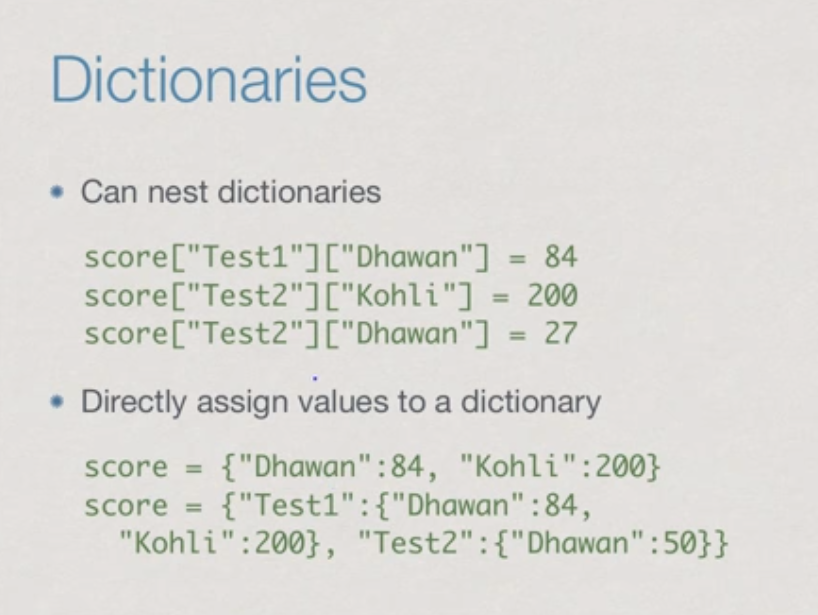 Dictionaries
• Can nest dictionaries
score["Test1"]["Dhawan"] = 84
score["Test2"]["Kohli"] = 200
score["Test2"]["Dhawan"] = 27
• Directly assign values to a dictionary
score = {"Dhawan":84, "Kohli":200}
score = {"Test1":{"Dhawan":84,
"Kohli":200}, "Test2":{"Dhawan":50}}